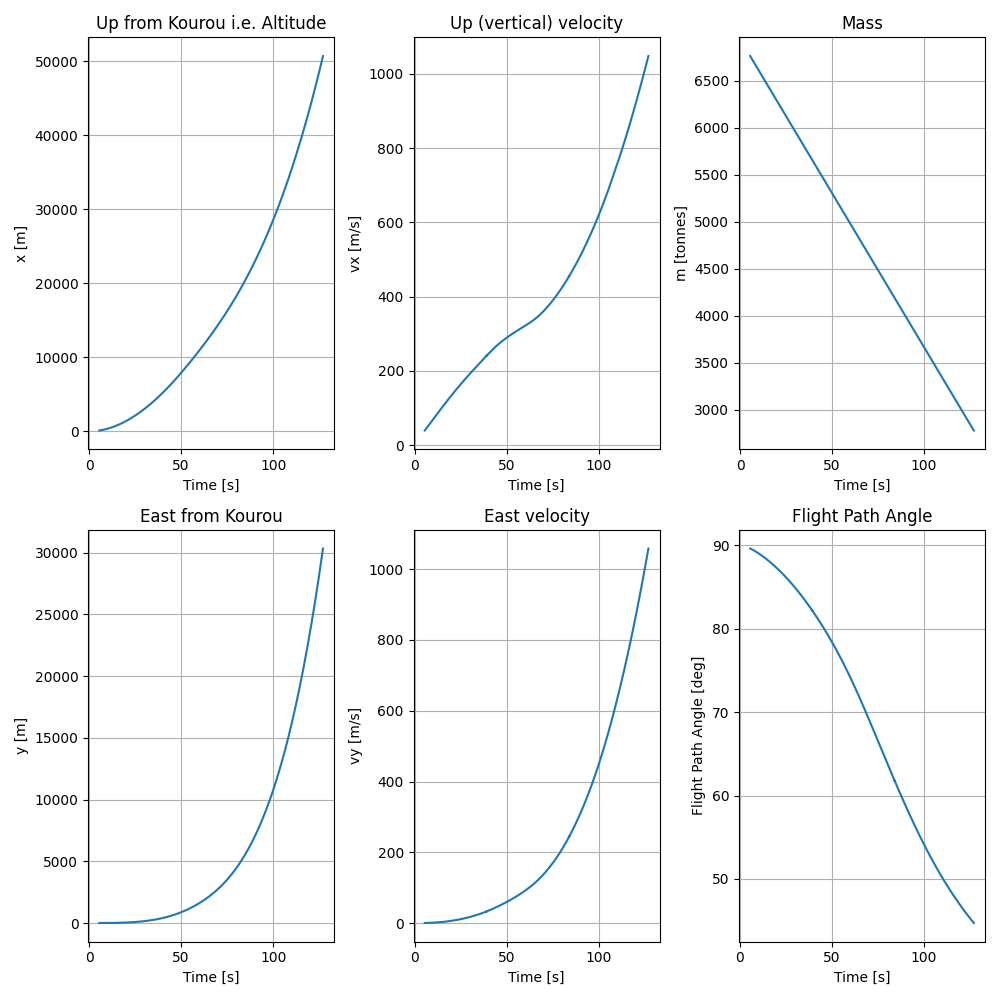 Up from Kourou i.e. Altitude
x [m]
50000
40000
30000
20000
10000
0
0 50 100
Time [s]
Up (vertical) velocity
vx [m/s]
1000
800
600
400
200
0
0 50 100
Time [s]
Mass
m [tonnes]
6500
6000
5500
5000
4500
4000
3500
3000
0 50 100
Time [s]
East from Kourou
y [m]
30000
25000
20000
15000
10000
5000
0
0 50 100
Time [s]
East velocity
vy [m/s]
1000
800
600
400
200
0
0 50 100
Time [s]
Flight Path Angle
Flight Path Angle [deg]
90
80
70
60
50
0 50 100
Time [s]